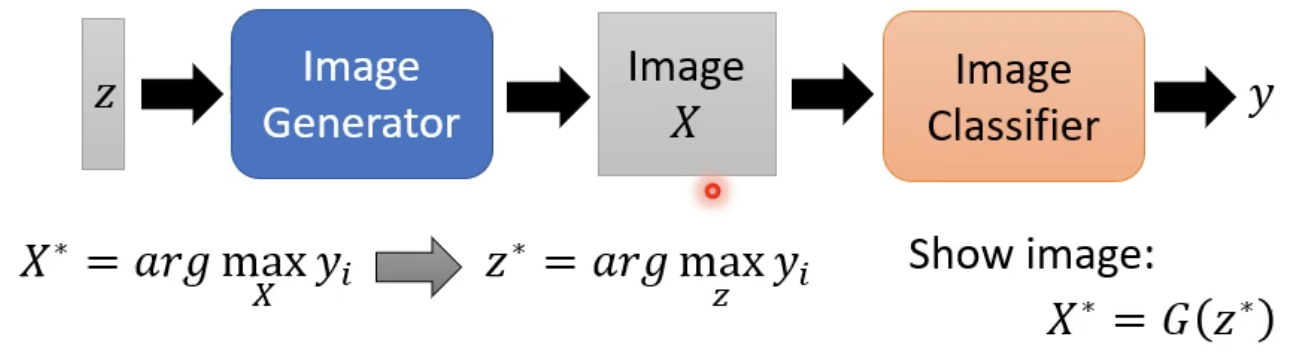 z
Image
Generator
Image
X
Image
Classifier
y
X* = arg max_X y_i
z* = arg max_z y_i
Show image:
X* = G(z*)